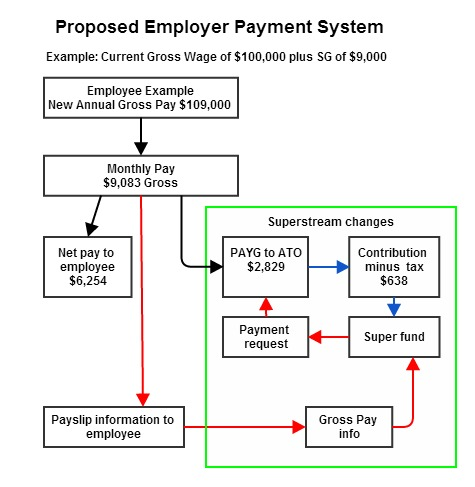 Proposed Employer Payment System
Example: Current Gross Wage of $100,000 plus SG of $9,000
Employee Example
New Annual Gross Pay $109,000
Monthly Pay
$9,083 Gross
Superstream changes
Net pay to
employee
$6,254
PAYG to ATO
$2,829
Contribution
minus tax
$638
Payment
request
Super fund
Payslip information to
employee
Gross Pay
info